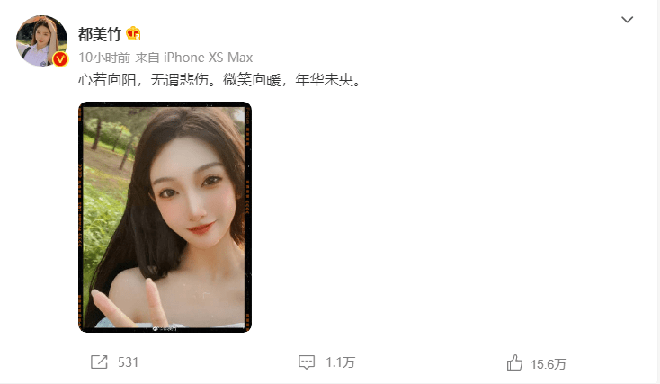 都美竹
10小时前 来自 iPhone XS Max
心若向阳，无谓悲伤。微笑向暖，年华未央。
531
1.1万
15.6万